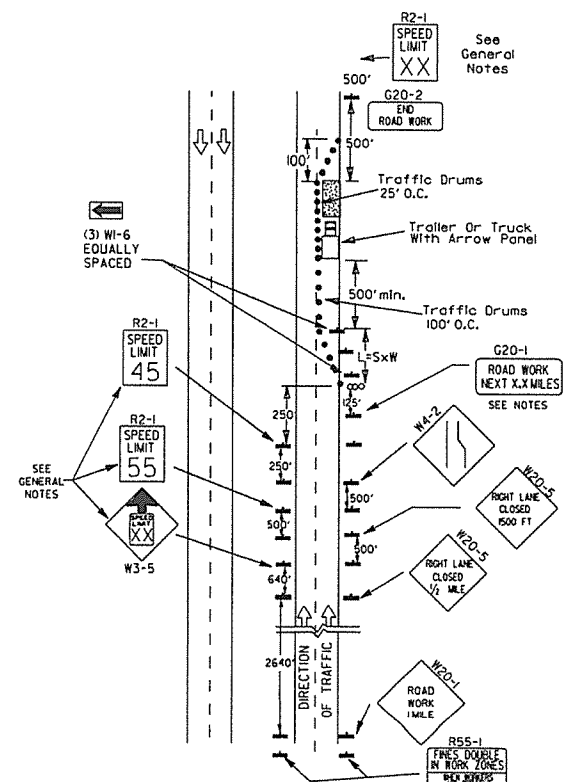 R2-1
SPEED
LIMIT
XX
See
General
Notes
500'
G20-2
END
ROAD WORK
100'
500'
Traffic Drums
25' O.C.
Trailer Or Truck
With Arrow Panel
(3) W1-6
EQUALLY
SPACED
500' min.
Traffic Drums
100' O.C.
R2-1
SPEED
LIMIT
45
L=SxW
G20-1
ROAD WORK
NEXT X.X MILES
SEE NOTES
125'
250
R2-1
SPEED
LIMIT
55
250'
W4-2
SEE
GENERAL
NOTES
500'
500'
W20-5
RIGHT LANE
CLOSED
1500 FT
SPEED
LIMIT
XX
W3-5
500'
640'
W20-5
RIGHT LANE
CLOSED
1/2 MILE
2640'
DIRECTION
OF TRAFFIC
W20-1
ROAD
WORK
1 MILE
R55-1
FINES DOUBLE
IN WORK ZONES
WHEN WORKERS